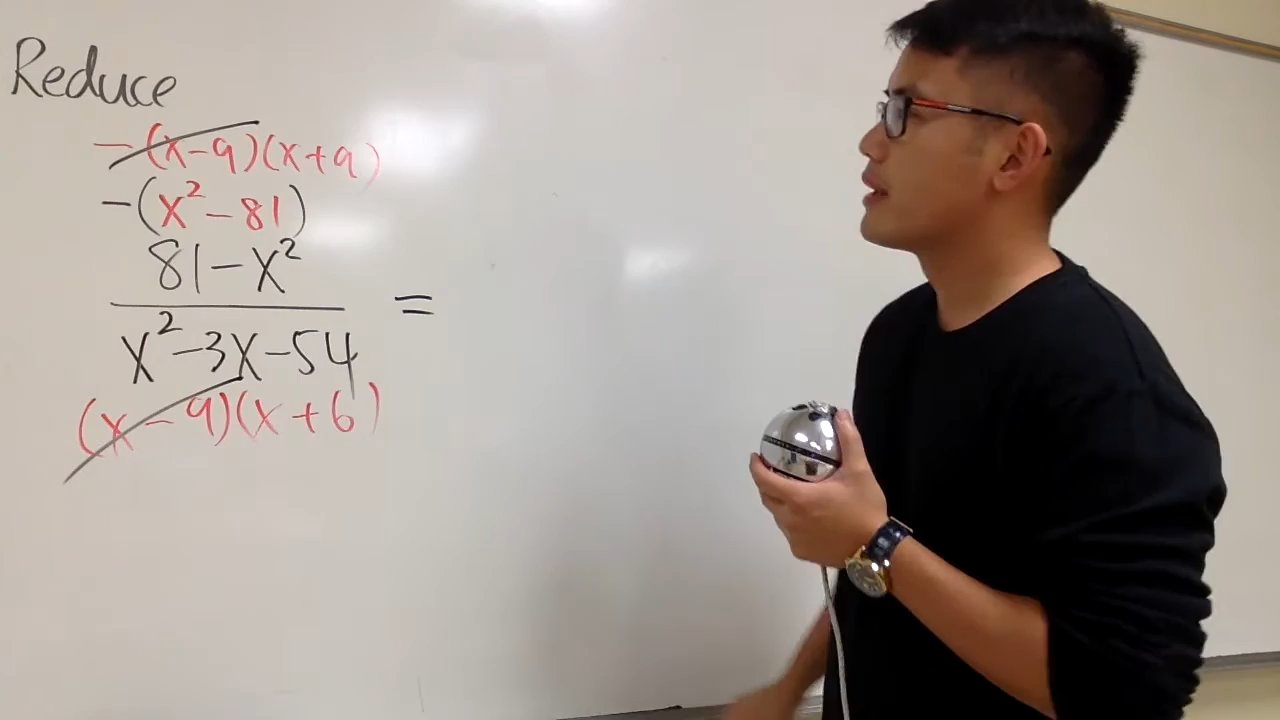 Reduce
-(x-9)(x+9)
-(x²-81)
81-x²
x²-3x-54
=
(x-9)(x+6)